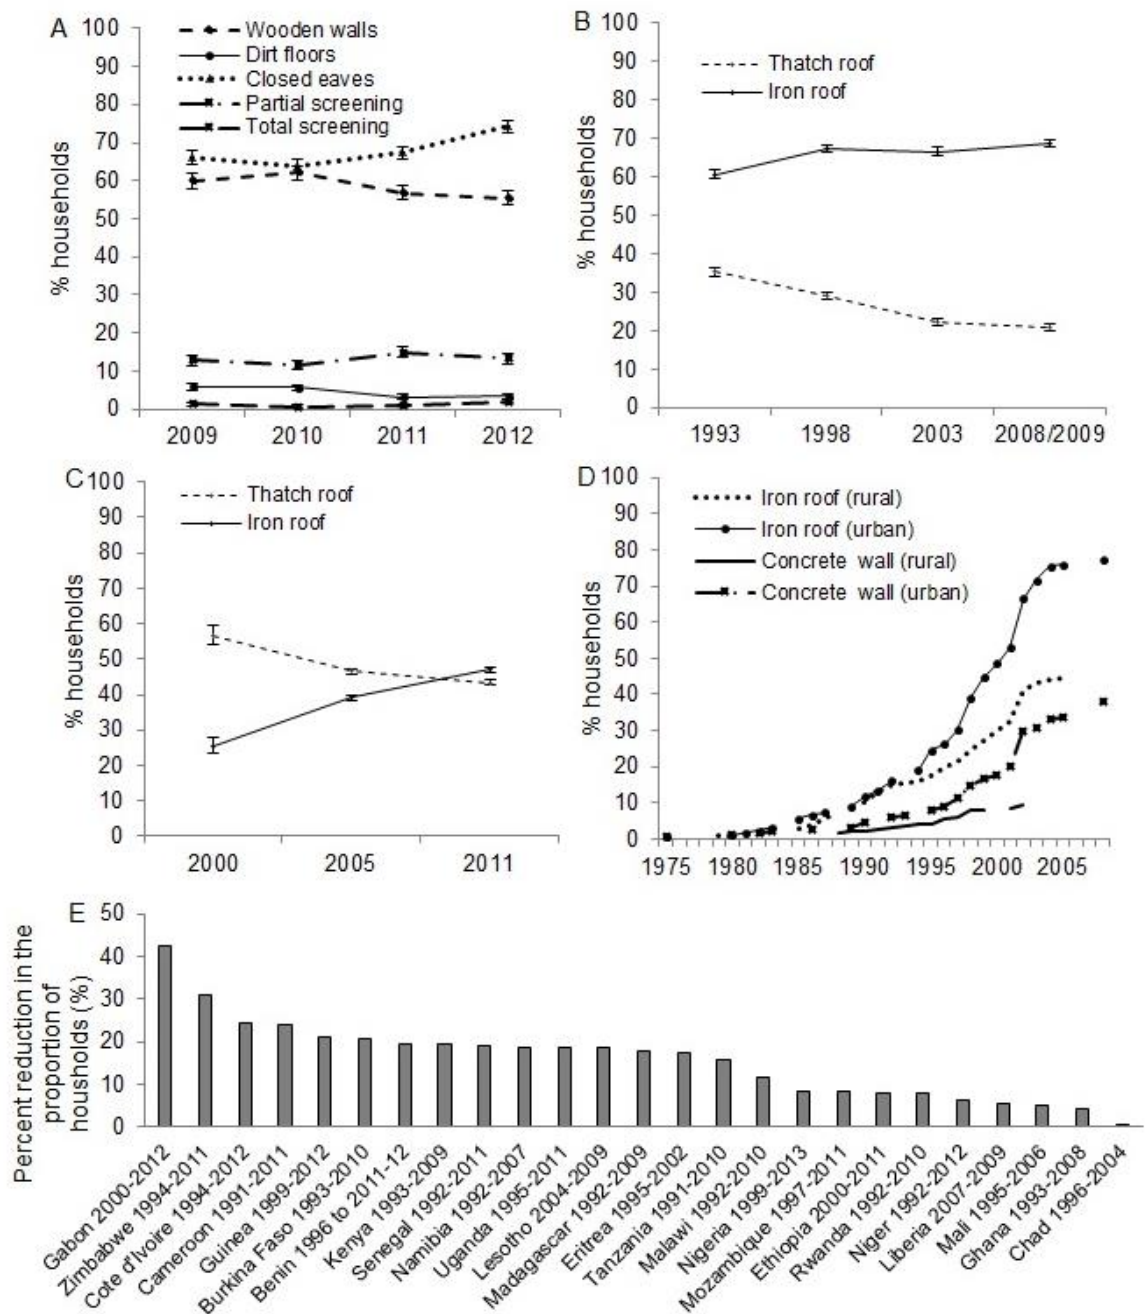 A
100
90
80
70
60
50
40
30
20
10
0
% households
Wooden walls
Dirt floors
Closed eaves
Partial screening
Total screening
2009 2010 2011 2012
B
100
90
80
70
60
50
40
30
20
10
0
% households
Thatch roof
Iron roof
1993 1998 2003 2008/2009
C
100
90
80
70
60
50
40
30
20
10
0
% households
Thatch roof
Iron roof
2000 2005 2011
D
100
90
80
70
60
50
40
30
20
10
0
% households
Iron roof (rural)
Iron roof (urban)
Concrete wall (rural)
Concrete wall (urban)
1975 1980 1985 1990 1995 2000 2005
E
50
40
30
20
10
0
Percent reduction in the
proportion of
housholds (%)
Gabon 2000-2012
Zimbabwe 1994-2011
Cote d'Ivoire 1994-2012
Cameroon 1991-2011
Guinea 1999-2012
Burkina Faso 1993-2010
Benin 1996 to 2011-12
Kenya 1993-2009
Senegal 1992-2011
Namibia 1992-2007
Uganda 1995-2011
Lesotho 2004-2009
Madagascar 1992-2009
Eritrea 1995-2002
Tanzania 1991-2010
Malawi 1992-2010
Nigeria 1999-2013
Mozambique 1997-2011
Ethiopia 2000-2011
Rwanda 1992-2010
Niger 1992-2012
Liberia 2007-2009
Mali 1995-2006
Ghana 1993-2008
Chad 1996-2004